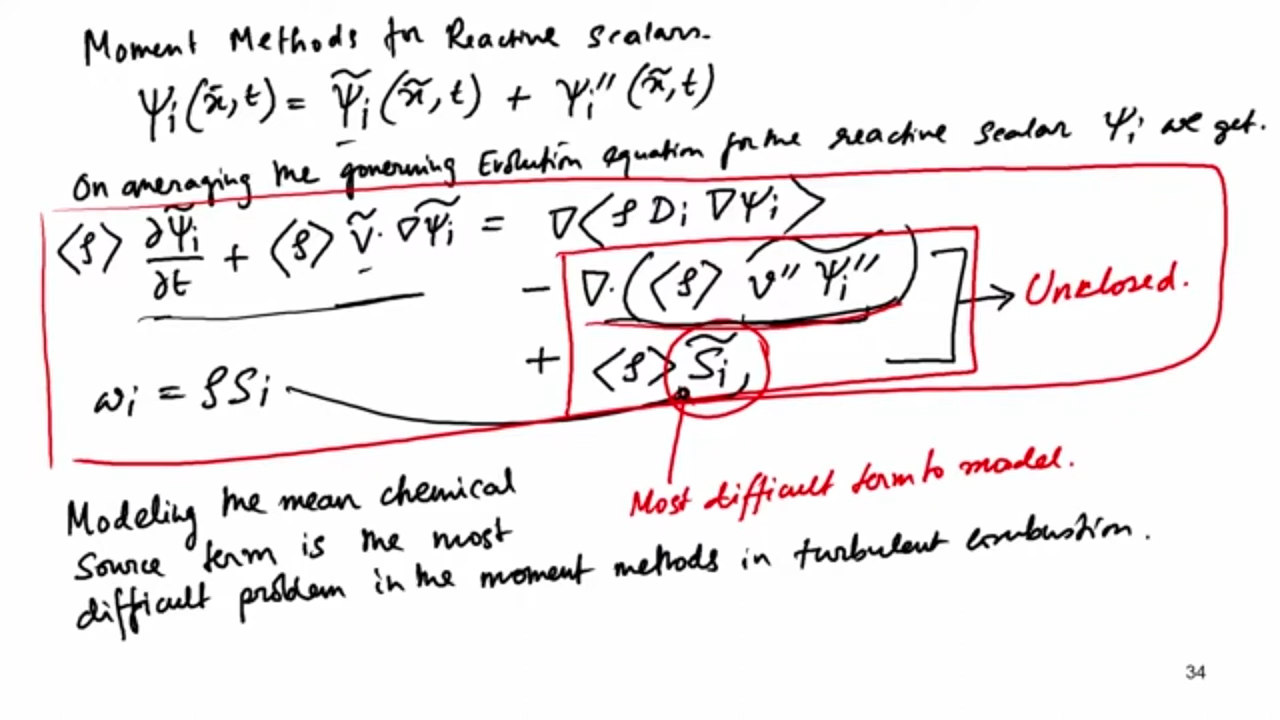 Moment Methods for Reactive Scalars.
Ψi(x̃,t) = Ψ̃i(x̃,t) + Ψi''(x̃,t)
On averaging the governing Evolution equation for the reactive scalar Ψi we get.
⟨ρ⟩ ∂Ψ̃i/∂t + ⟨ρ⟩ ṽ·∇Ψ̃i = ∇⟨ρ Di ∇Ψi⟩
− ∇·(⟨ρ⟩ v''Ψi'') → Unclosed.
+ ⟨ρ⟩ S̃i
ωi = ρSi
Most difficult term to model.
Modeling the mean chemical
Source term is the most
difficult problem in the moment methods in turbulent combustion.
34